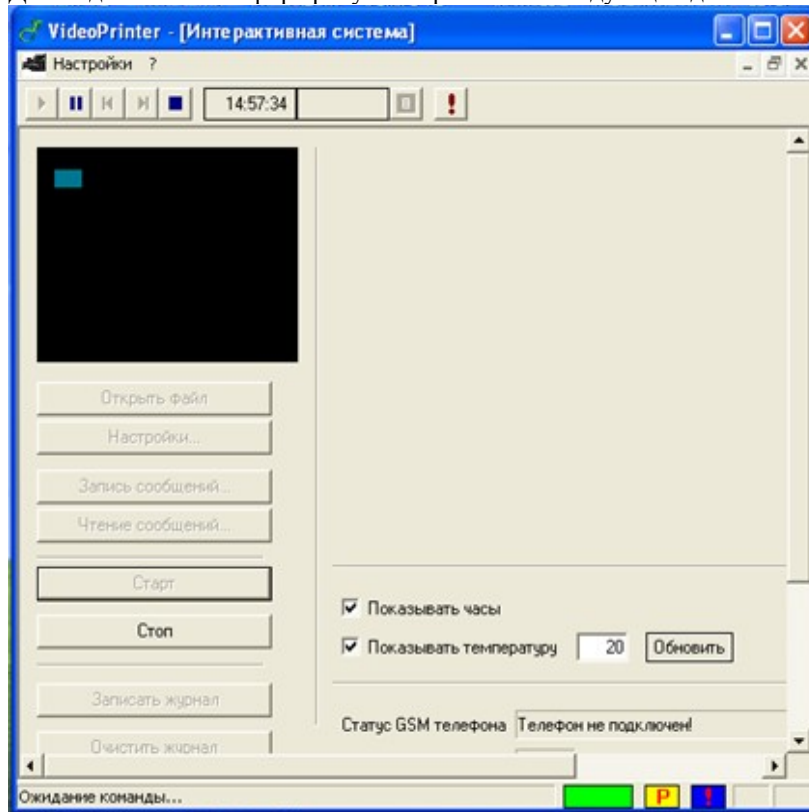 VideoPrinter - [Интерактивная система]
Настройки ?
14:57:34
Открыть файл
Настройки...
Запись сообщений...
Чтение сообщений...
Старт
Стоп
Показывать часы
Показывать температуру 20 Обновить
Записать журнал
Статус GSM телефона Телефон не подключен!
Очистить журнал
Ожидание команды... P !